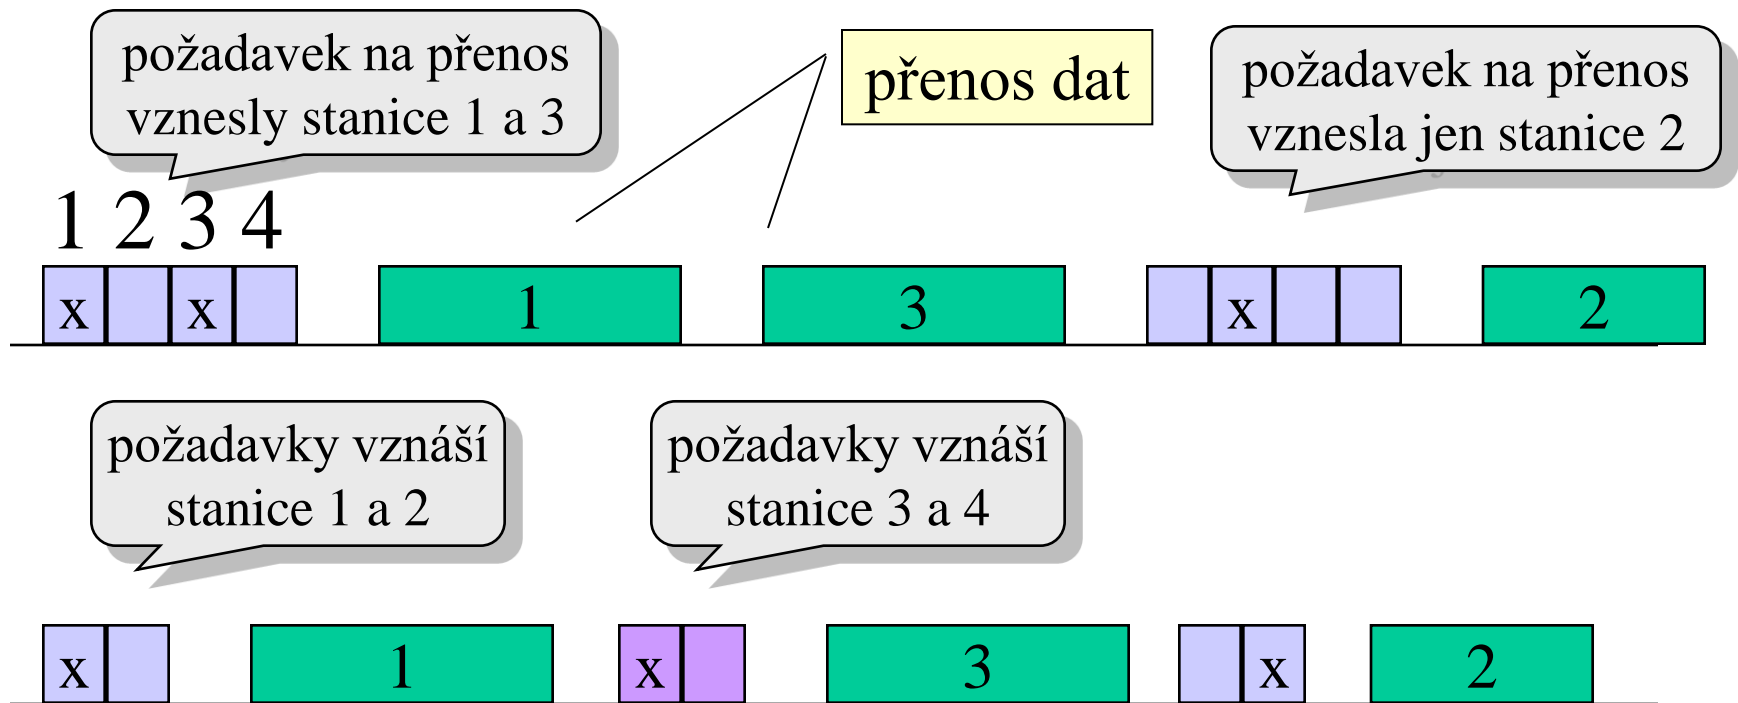 požadavek na přenos
vznesly stanice 1 a 3
přenos dat
požadavek na přenos
vznesla jen stanice 2
1 2 3 4
x x 1 3 x 2
požadavky vznáší
stanice 1 a 2
požadavky vznáší
stanice 3 a 4
x 1 x 3 x 2